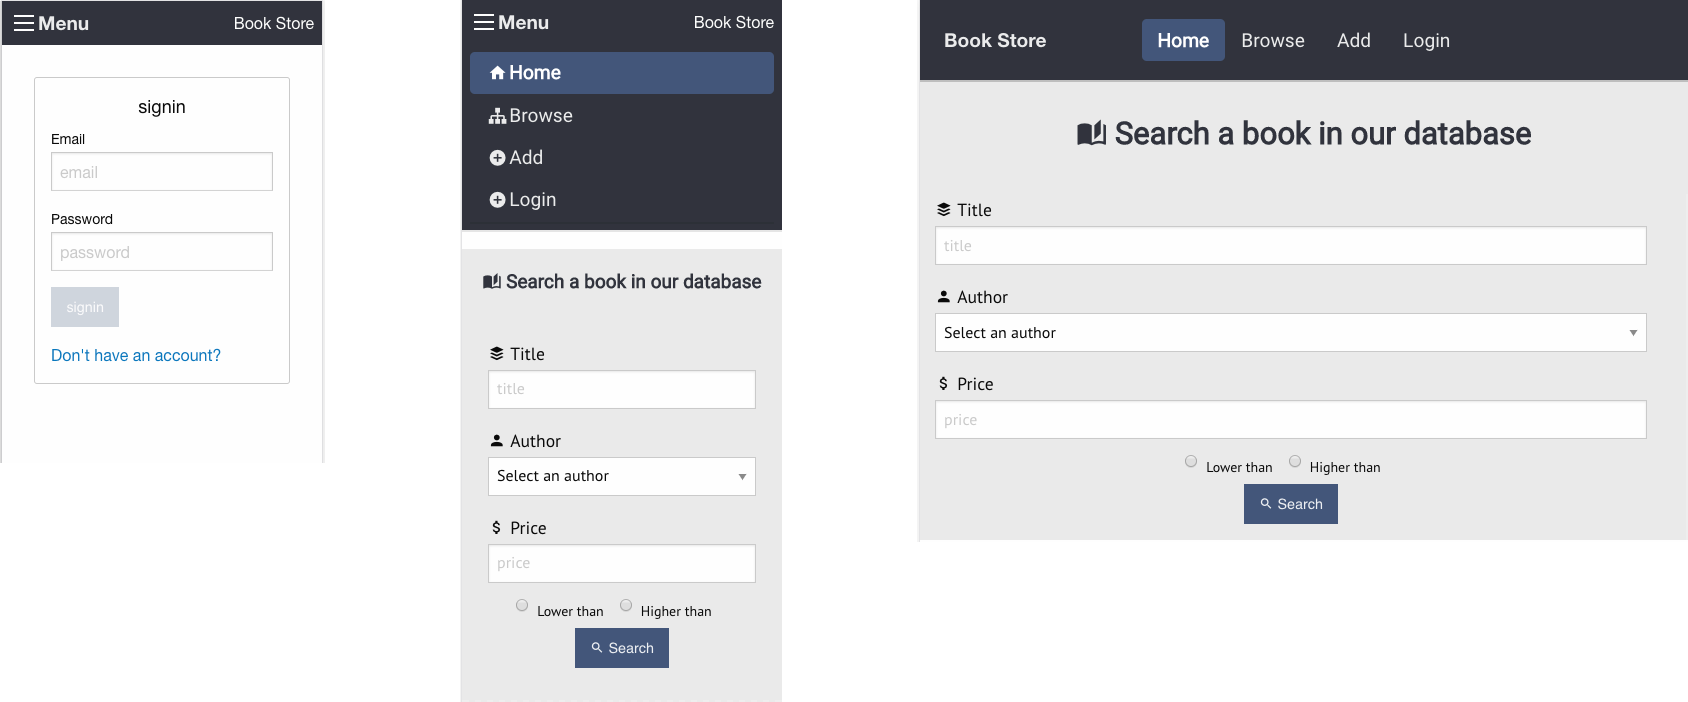 Menu Book Store
signin
Email
email
Password
password
signin
Don't have an account?
Menu Book Store
Home
Browse
Add
Login
Search a book in our database
Title
title
Author
Select an author
Price
price
Lower than Higher than
Search
Book Store Home Browse Add Login
Search a book in our database
Title
title
Author
Select an author
Price
price
Lower than Higher than
Search